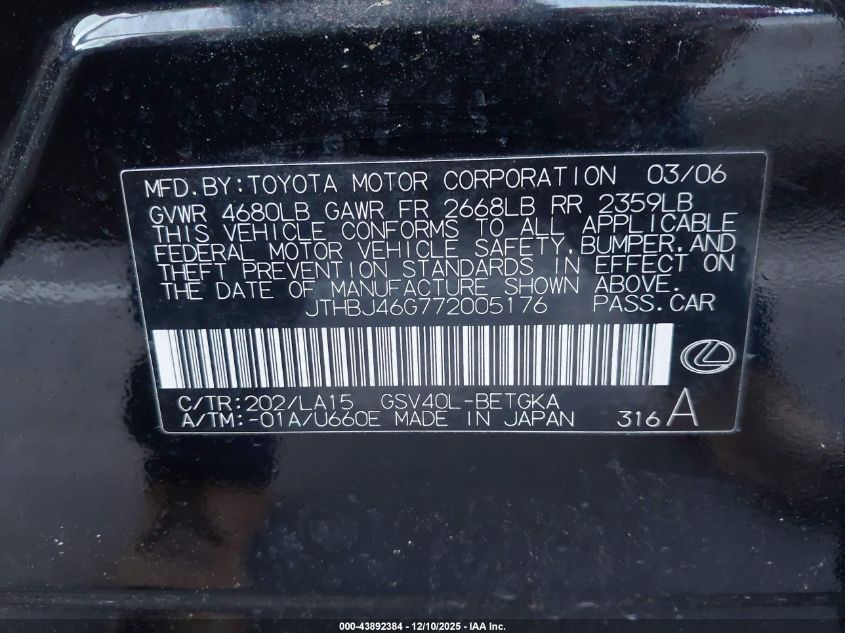 MFD. BY: TOYOTA MOTOR CORPORATION 03/06
GVWR 4680LB GAWR FR 2668LB RR 2359LB
THIS VEHICLE CONFORMS TO ALL APPLICABLE
FEDERAL MOTOR VEHICLE SAFETY, BUMPER, AND
THEFT PREVENTION STANDARDS IN EFFECT ON
THE DATE OF MANUFACTURE SHOWN ABOVE.
JTHBJ46G772005176 PASS. CAR
C/TR: 202/LA15 GSV40L-BETGKA
A/TM: -01A/U660E MADE IN JAPAN 316 A
000-43892384 - 12/10/2025 - IAA Inc.